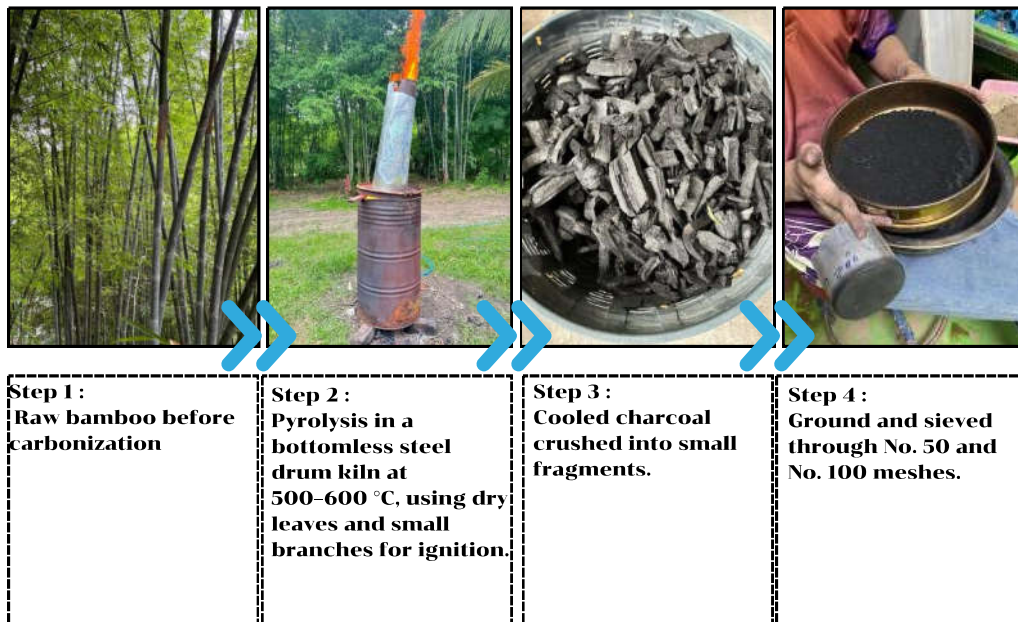 Step 1 :
Raw bamboo before
carbonization
Step 2 :
Pyrolysis in a
bottomless steel
drum kiln at
500–600 °C, using dry
leaves and small
branches for ignition.
Step 3 :
Cooled charcoal
crushed into small
fragments.
Step 4 :
Ground and sieved
through No. 50 and
No. 100 meshes.